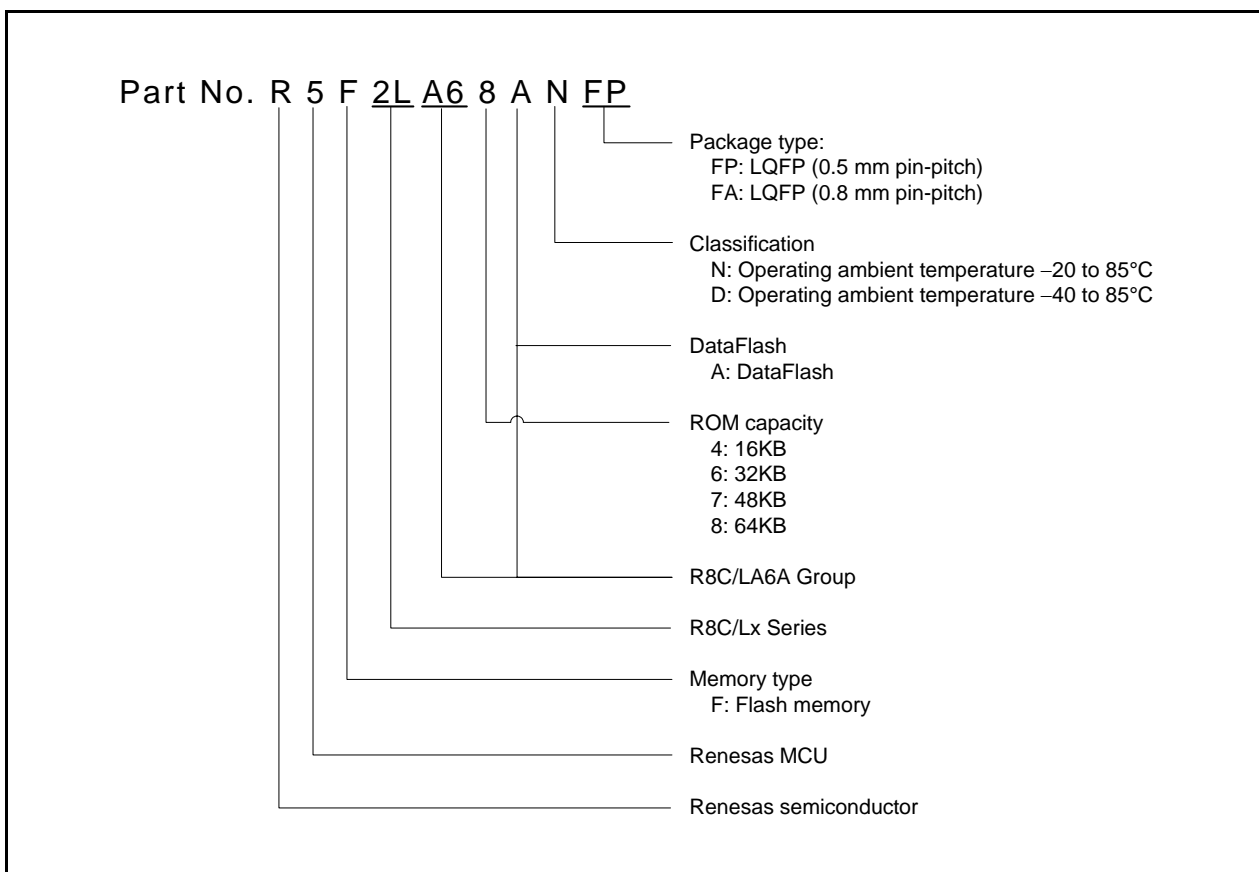 Part No. R 5 F 2L A6 8 A N FP
Package type:
FP: LQFP (0.5 mm pin-pitch)
FA: LQFP (0.8 mm pin-pitch)
Classification
N: Operating ambient temperature −20 to 85°C
D: Operating ambient temperature −40 to 85°C
DataFlash
A: DataFlash
ROM capacity
4: 16KB
6: 32KB
7: 48KB
8: 64KB
R8C/LA6A Group
R8C/Lx Series
Memory type
F: Flash memory
Renesas MCU
Renesas semiconductor